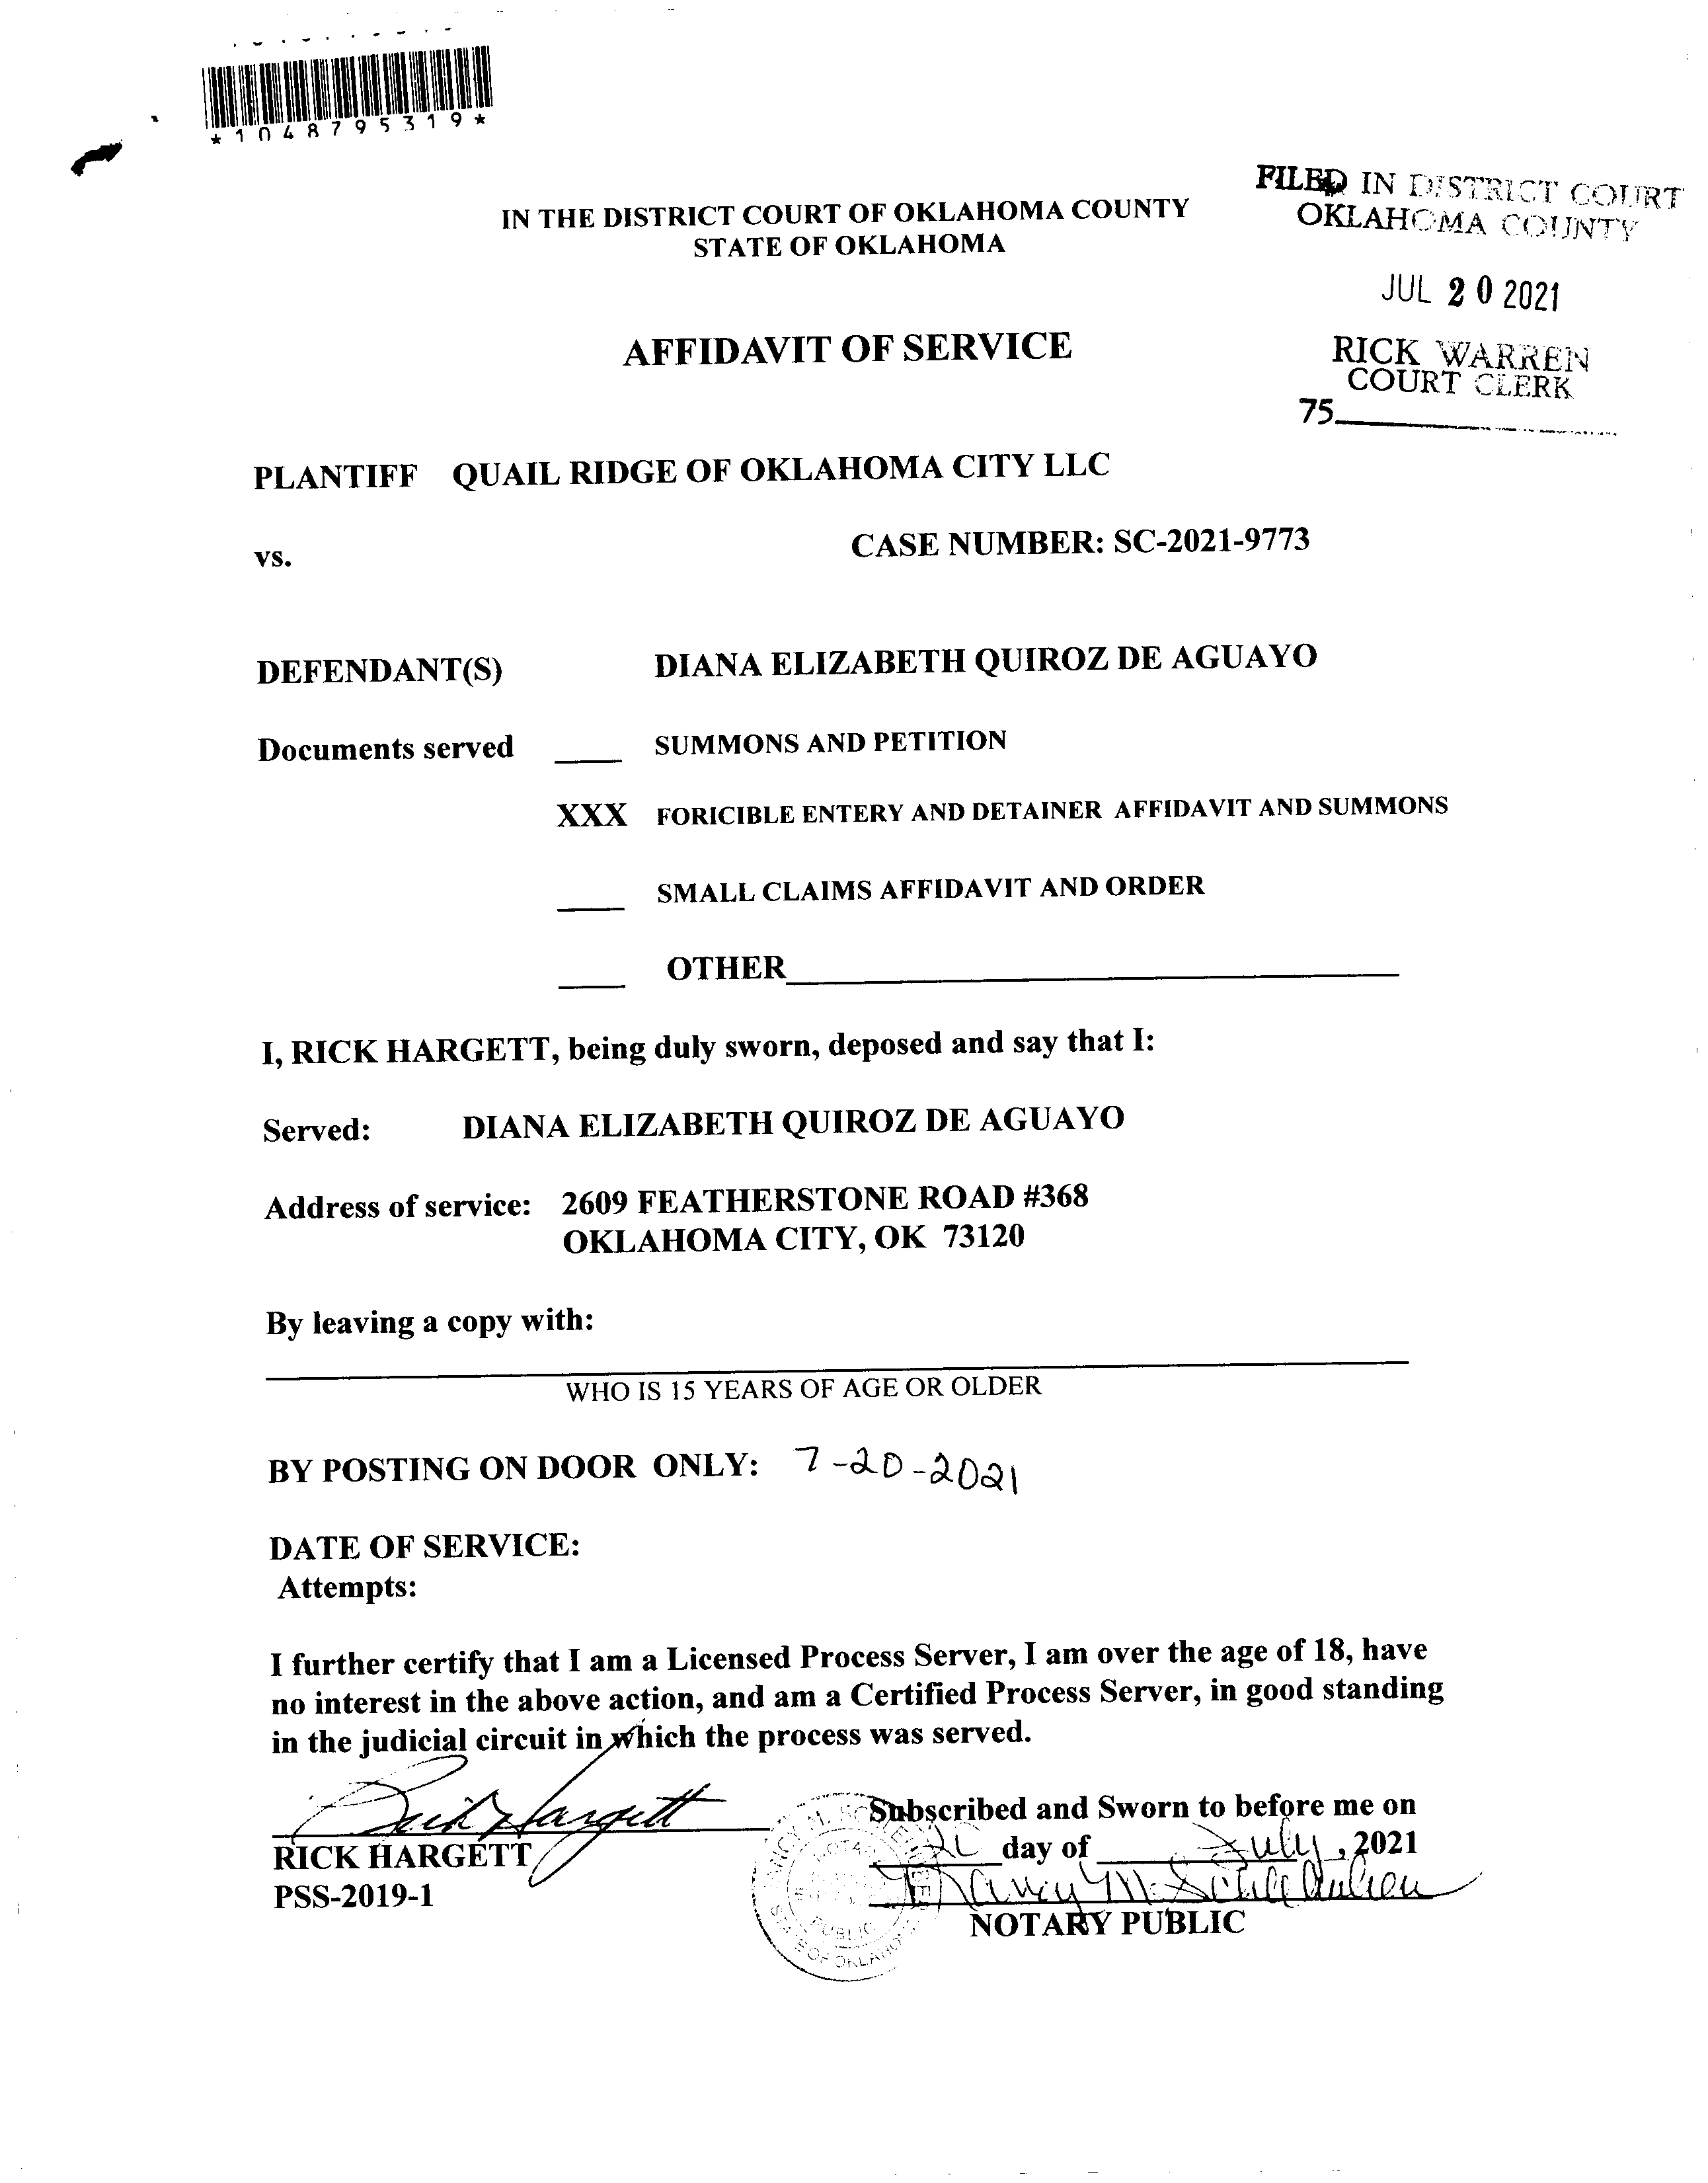 *1048795319*
FILED IN DISTRICT COURT
OKLAHOMA COUNTY
JUL 20 2021
RICK WARREN
COURT CLERK
75
IN THE DISTRICT COURT OF OKLAHOMA COUNTY
STATE OF OKLAHOMA
AFFIDAVIT OF SERVICE
PLANTIFF QUAIL RIDGE OF OKLAHOMA CITY LLC
vs.
CASE NUMBER: SC-2021-9773
DEFENDANT(S) DIANA ELIZABETH QUIROZ DE AGUAYO
Documents served ____ SUMMONS AND PETITION
XXX FORICIBLE ENTERY AND DETAINER AFFIDAVIT AND SUMMONS
____ SMALL CLAIMS AFFIDAVIT AND ORDER
____ OTHER____
I, RICK HARGETT, being duly sworn, deposed and say that I:
Served: DIANA ELIZABETH QUIROZ DE AGUAYO
Address of service: 2609 FEATHERSTONE ROAD #368
OKLAHOMA CITY, OK 73120
By leaving a copy with:
WHO IS 15 YEARS OF AGE OR OLDER
BY POSTING ON DOOR ONLY: 7-20-2021
DATE OF SERVICE:
Attempts:
I further certify that I am a Licensed Process Server, I am over the age of 18, have
no interest in the above action, and am a Certified Process Server, in good standing
in the judicial circuit in which the process was served.
Rick Hargett
RICK HARGETT
PSS-2019-1
Subscribed and Sworn to before me on
day of July, 2021
Nancy M.
NOTARY PUBLIC
PUBLIC
STATE OF OKLAHOMA